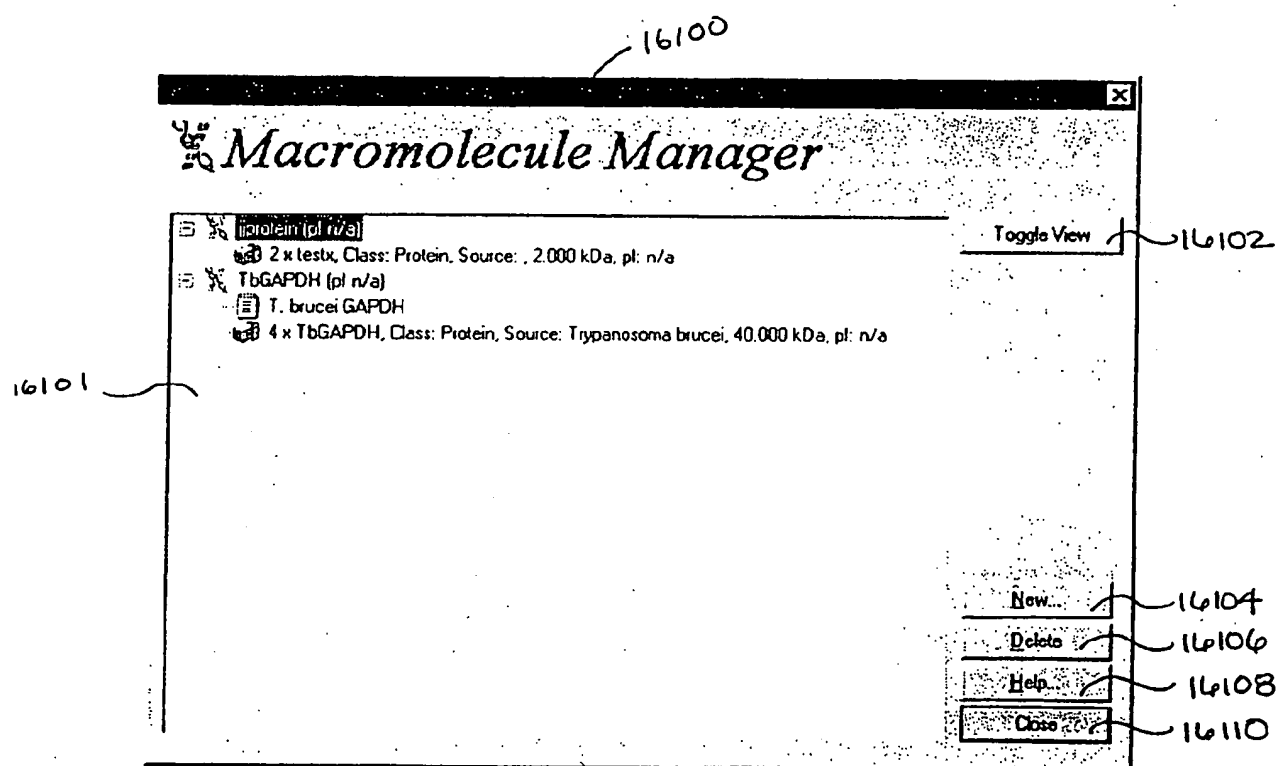 16100
Macromolecule Manager
(pI n/a)
Toggle View
16102
2 x testx, Class: Protein, Source: , 2.000 kDa, pI: n/a
TbGAPDH (pI n/a)
T. brucei GAPDH
4 x TbGAPDH, Class: Protein, Source: Trypanosoma brucei, 40.000 kDa, pI: n/a
16101
New...
16104
Delete
16106
Help...
16108
Close
16110